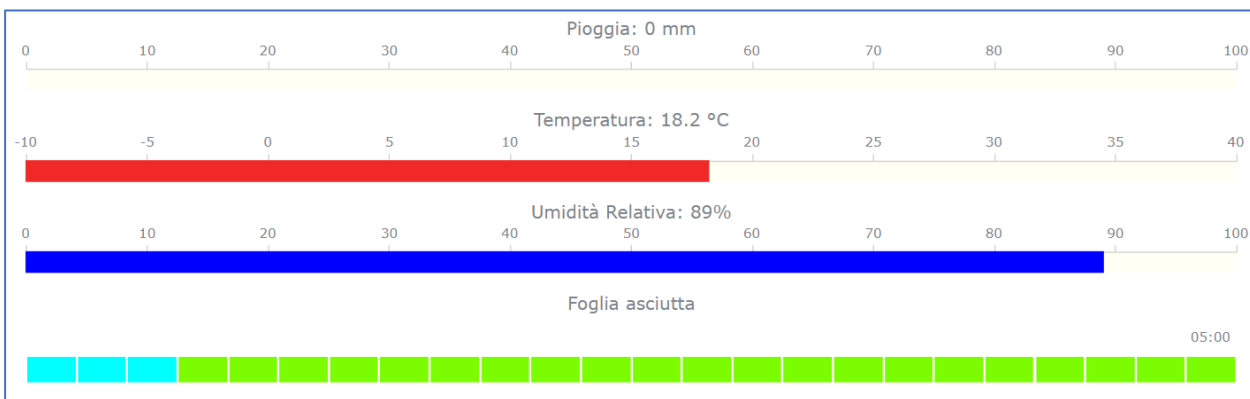 Pioggia: 0 mm
0 10 20 30 40 50 60 70 80 90 100
Temperatura: 18.2 °C
-10 -5 0 5 10 15 20 25 30 35 40
Umidità Relativa: 89%
0 10 20 30 40 50 60 70 80 90 100
Foglia asciutta
05:00